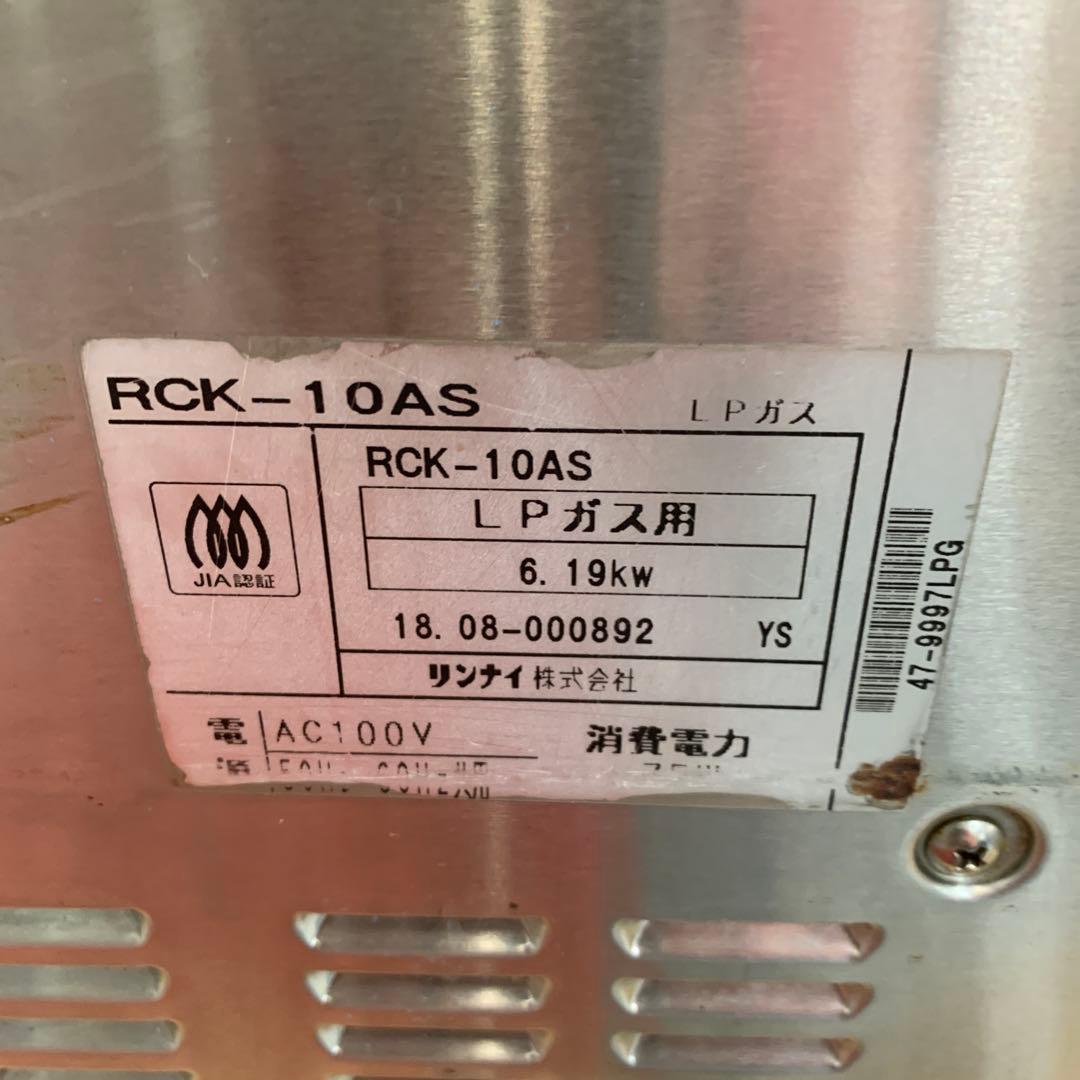 RCK-10AS LPガス
RCK-10AS
LPガス用
6.19kw
JIA認証
18.08-000892 YS
リンナイ株式会社
47-9997LPG
電 AC100V 消費電力
源